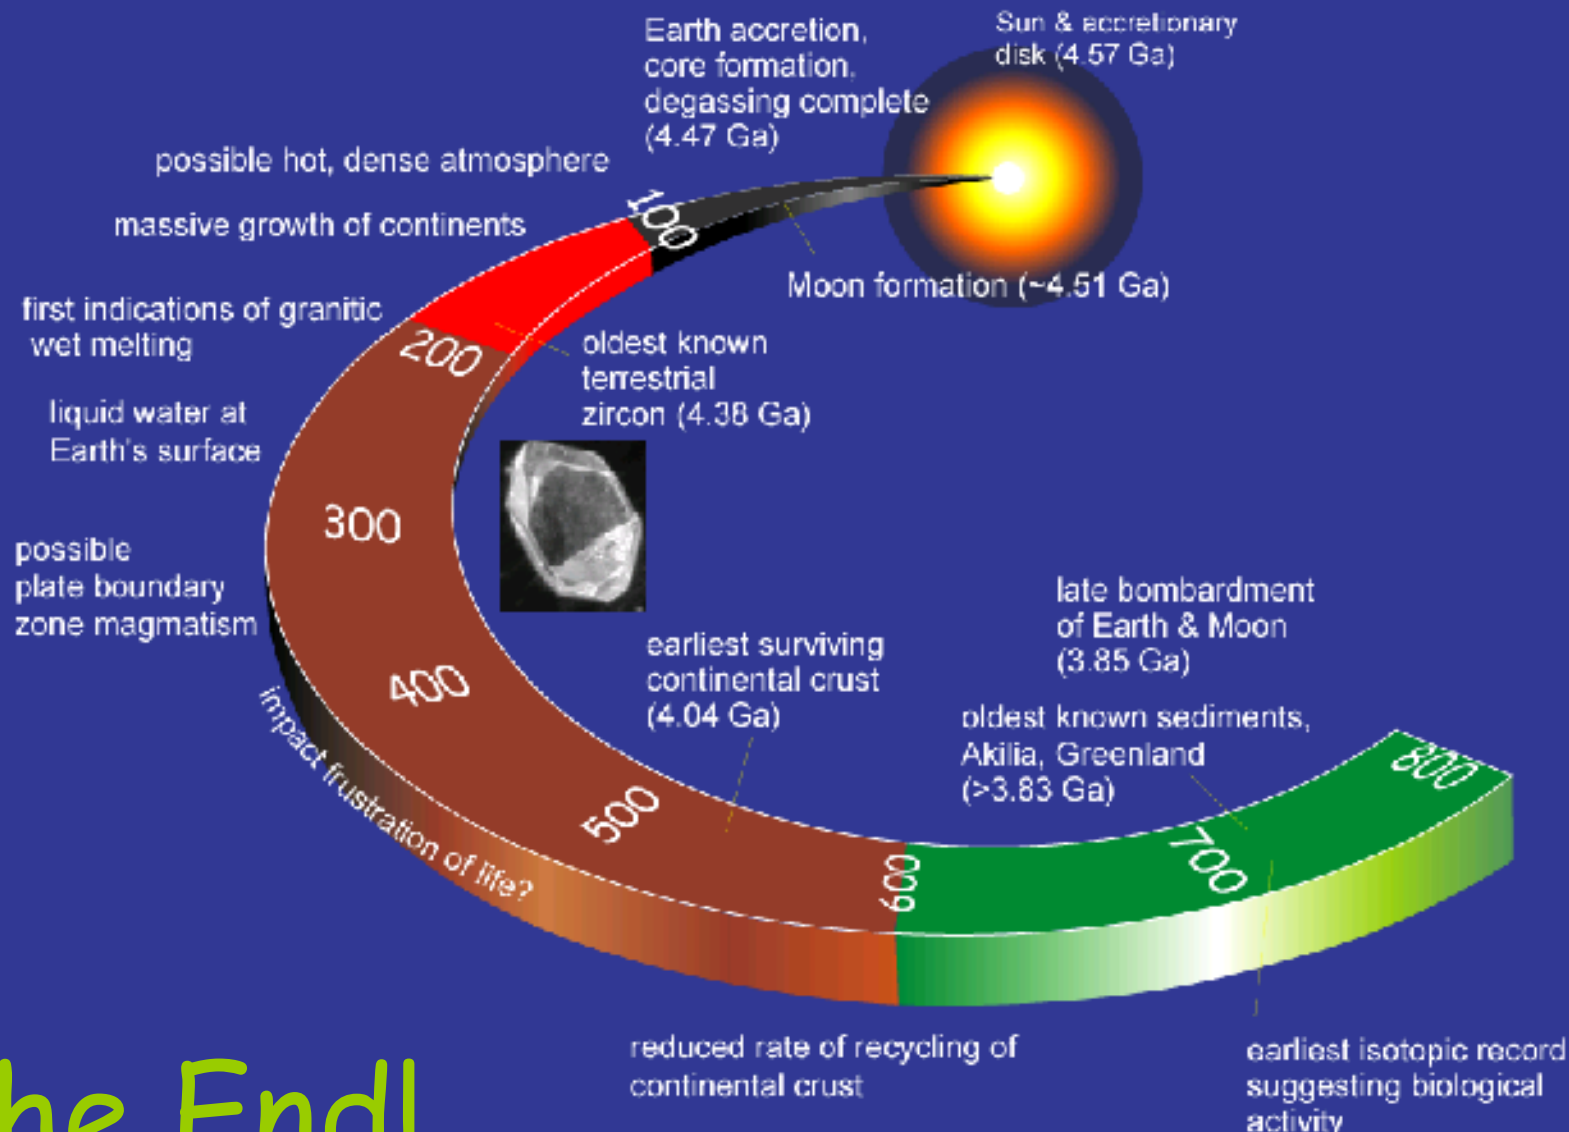 Sun & accretionary
disk (4.57 Ga)
Earth accretion,
core formation,
degassing complete
(4.47 Ga)
possible hot, dense atmosphere
100
massive growth of continents
Moon formation (~4.51 Ga)
first indications of granitic
wet melting
200
oldest known
terrestrial
zircon (4.38 Ga)
liquid water at
Earth's surface
300
possible
plate boundary
zone magmatism
400
impact frustration of life?
earliest surviving
continental crust
(4.04 Ga)
500
late bombardment
of Earth & Moon
(3.85 Ga)
oldest known sediments,
Akilia, Greenland
(>3.83 Ga)
600
700
800
reduced rate of recycling of
continental crust
earliest isotopic record
suggesting biological
activity
he End!